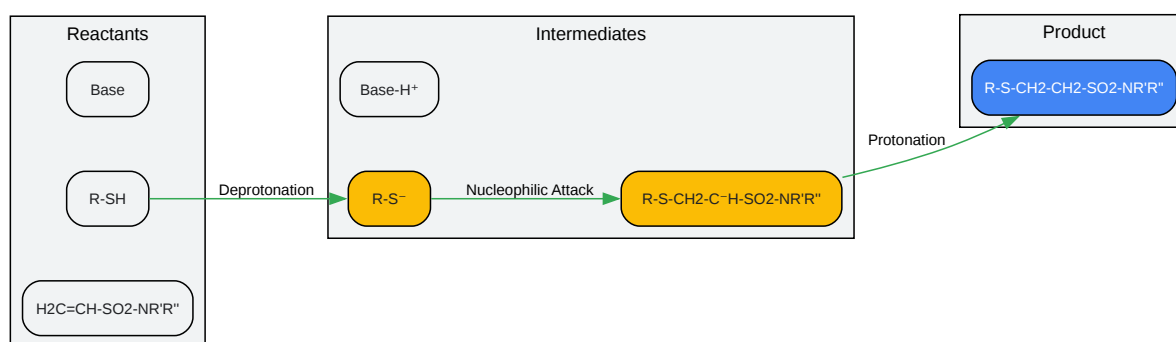 Reactants
Base
R-SH
H2C=CH-SO2-NR'R"
Deprotonation
Intermediates
Base-H⁺
R-S⁻
Nucleophilic Attack
R-S-CH2-C⁻H-SO2-NR'R"
Protonation
Product
R-S-CH2-CH2-SO2-NR'R"